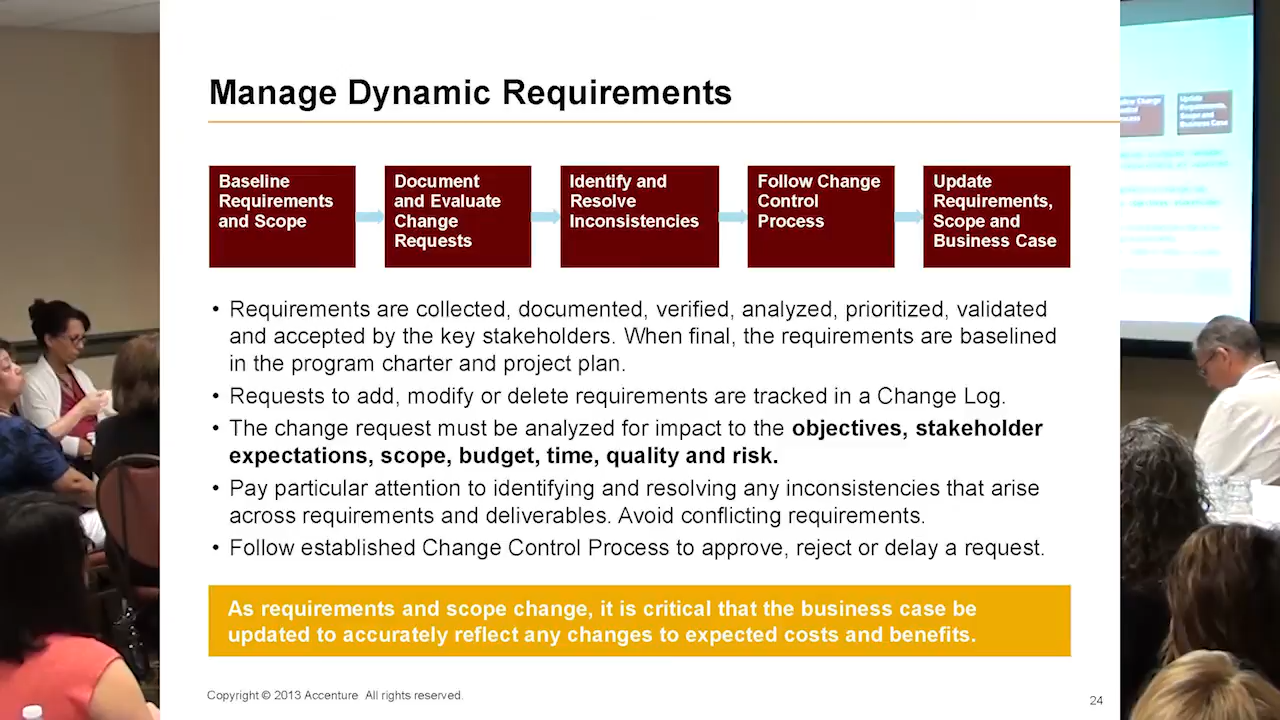 Manage Dynamic Requirements
Baseline
Requirements
and Scope
Document
and Evaluate
Change
Requests
Identify and
Resolve
Inconsistencies
Follow Change
Control
Process
Update
Requirements,
Scope and
Business Case
• Requirements are collected, documented, verified, analyzed, prioritized, validated
and accepted by the key stakeholders. When final, the requirements are baselined
in the program charter and project plan.
• Requests to add, modify or delete requirements are tracked in a Change Log.
• The change request must be analyzed for impact to the objectives, stakeholder
expectations, scope, budget, time, quality and risk.
• Pay particular attention to identifying and resolving any inconsistencies that arise
across requirements and deliverables. Avoid conflicting requirements.
• Follow established Change Control Process to approve, reject or delay a request.
As requirements and scope change, it is critical that the business case be
updated to accurately reflect any changes to expected costs and benefits.
Copyright © 2013 Accenture All rights reserved.
24
Update
Requirements,
Scope and
Business Case